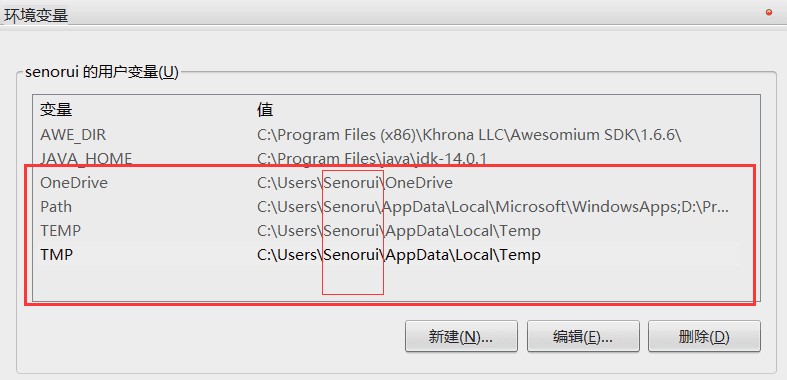 环境变量
senorui 的用户变量(U)
变量 值
AWE_DIR C:\Program Files (x86)\Khrona LLC\Awesomium SDK\1.6.6\
JAVA_HOME C:\Program Files\java\jdk-14.0.1
OneDrive C:\Users\Senorui\OneDrive
Path C:\Users\Senoru\AppData\Local\Microsoft\WindowsApps;D:\Pr...
TEMP C:\Users\Senorui\AppData\Local\Temp
TMP C:\Users\Senorui\AppData\Local\Temp
新建(N)... 编辑(E)... 删除(D)